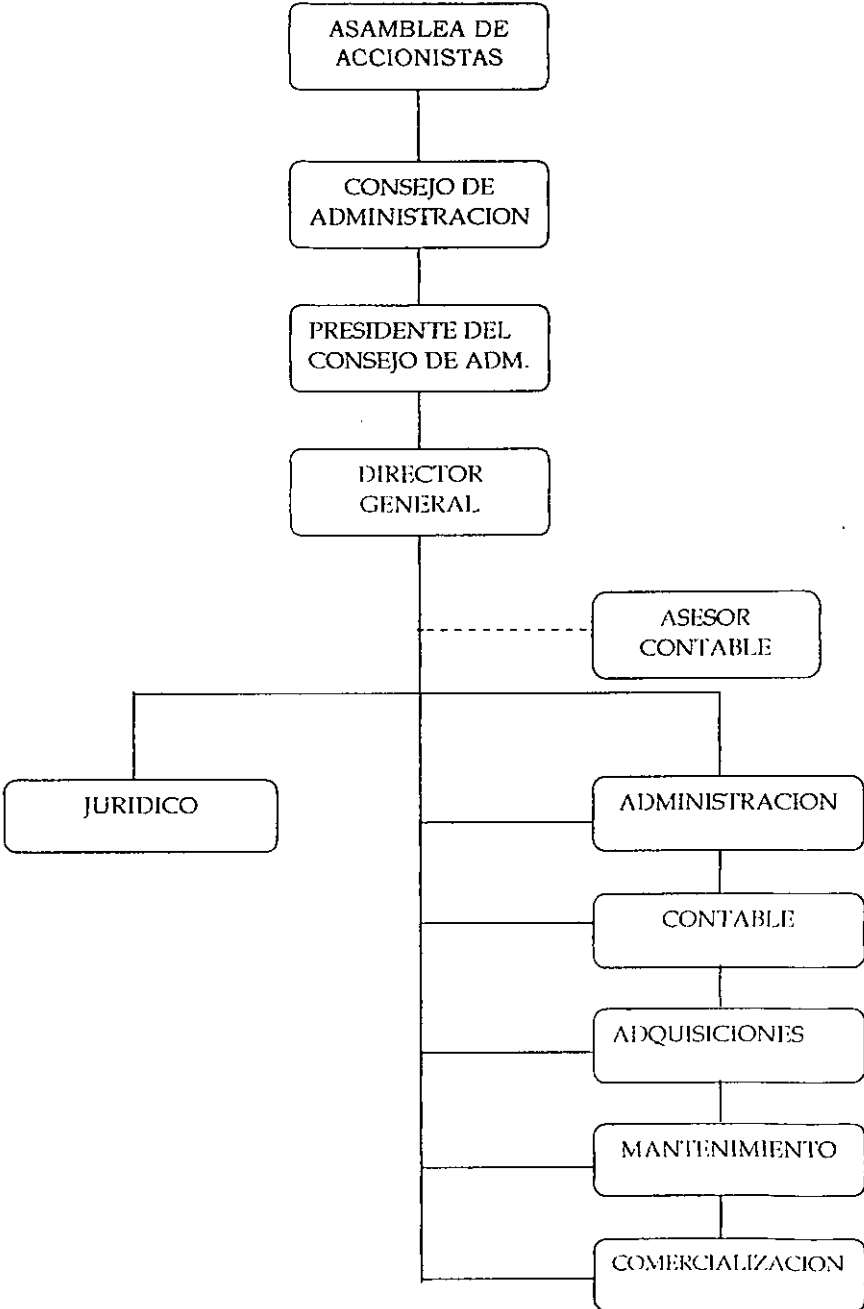 ASAMBLEA DE
ACCIONISTAS
CONSEJO DE
ADMINISTRACION
PRESIDENTE DEL
CONSEJO DE ADM.
DIRECTOR
GENERAL
ASESOR
CONTABLE
JURIDICO
ADMINISTRACION
CONTABLE
ADQUISICIONES
MANTENIMIENTO
COMERCIALIZACION